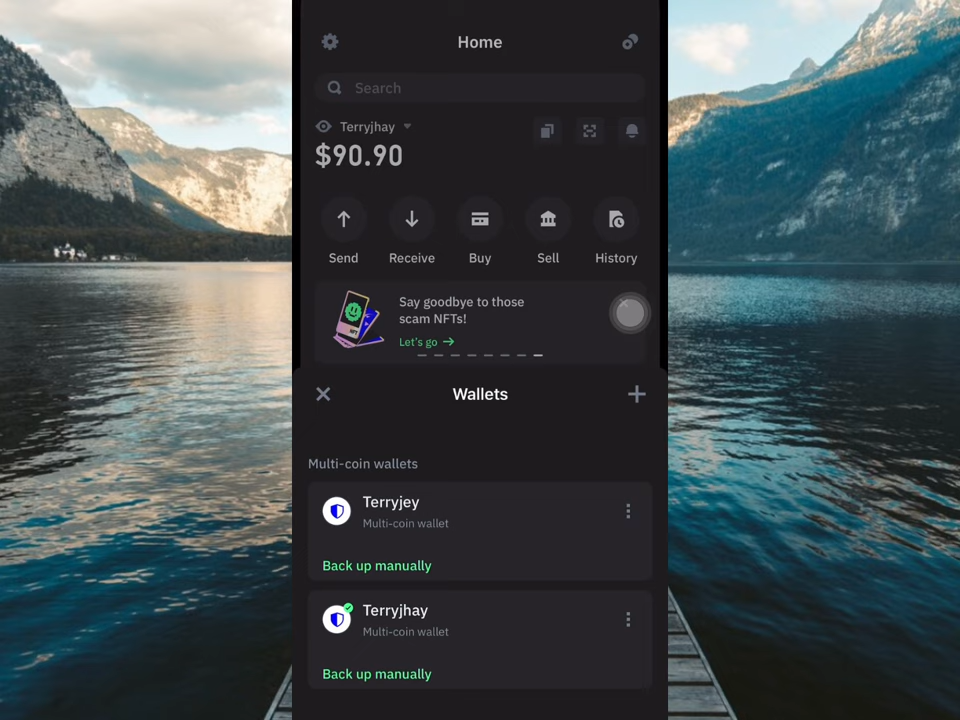 Home
Search
Terryjhay
$90.90
Send Receive Buy Sell History
Say goodbye to those
scam NFTs!
Let's go →
Wallets
Multi-coin wallets
Terryjey
Multi-coin wallet
Back up manually
Terryjhay
Multi-coin wallet
Back up manually